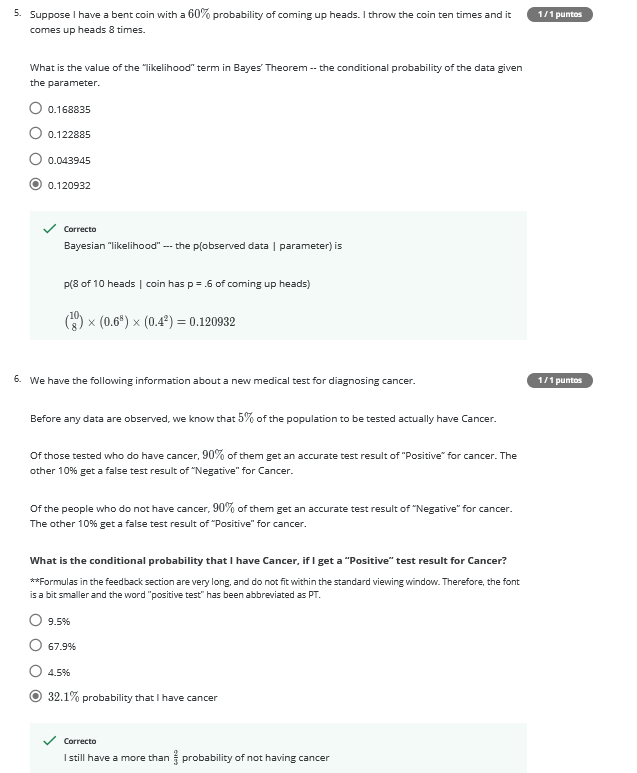 5. Suppose I have a bent coin with a 60% probability of coming up heads. I throw the coin ten times and it
comes up heads 8 times.
1 / 1 puntos
What is the value of the "likelihood" term in Bayes' Theorem -- the conditional probability of the data given
the parameter.
0.168835
0.122885
0.043945
0.120932
Correcto
Bayesian "likelihood" --- the p(observed data | parameter) is
p(8 of 10 heads | coin has p = .6 of coming up heads)
(10 8) × (0.6⁸) × (0.4²) = 0.120932
6. We have the following information about a new medical test for diagnosing cancer.
1 / 1 puntos
Before any data are observed, we know that 5% of the population to be tested actually have Cancer.
Of those tested who do have cancer, 90% of them get an accurate test result of "Positive" for cancer. The
other 10% get a false test result of "Negative" for Cancer.
Of the people who do not have cancer, 90% of them get an accurate test result of "Negative" for cancer.
The other 10% get a false test result of "Positive" for cancer.
What is the conditional probability that I have Cancer, if I get a "Positive" test result for Cancer?
**Formulas in the feedback section are very long, and do not fit within the standard viewing window. Therefore, the font
is a bit smaller and the word "positive test" has been abbreviated as PT.
9.5%
67.9%
4.5%
32.1% probability that I have cancer
Correcto
I still have a more than 2/3 probability of not having cancer